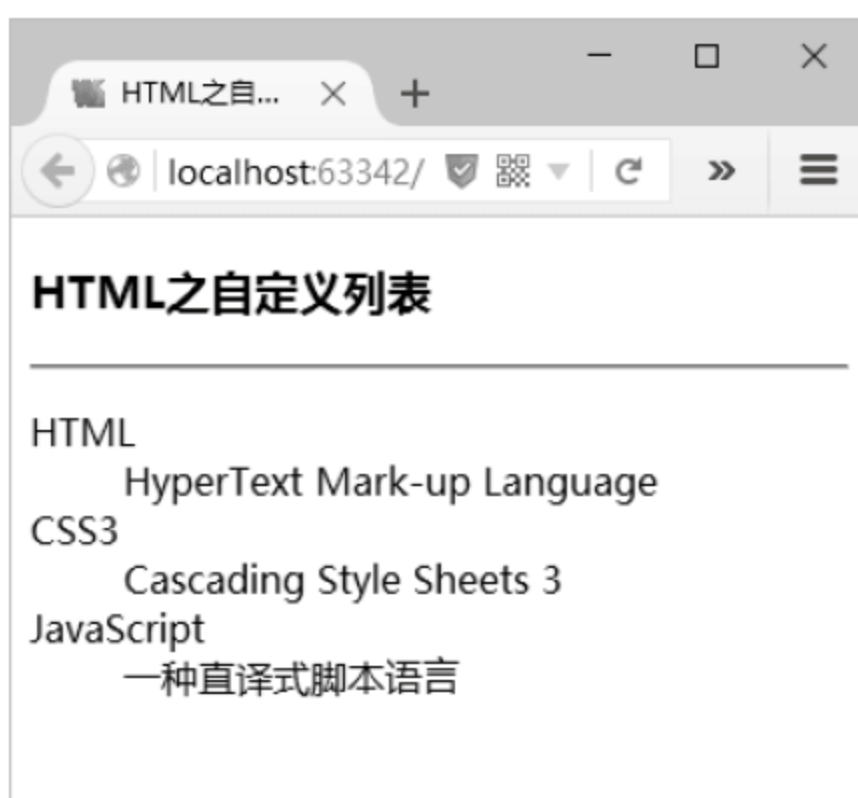 HTML之自...
localhost:63342/
HTML之自定义列表
HTML
HyperText Mark-up Language
CSS3
Cascading Style Sheets 3
JavaScript
一种直译式脚本语言